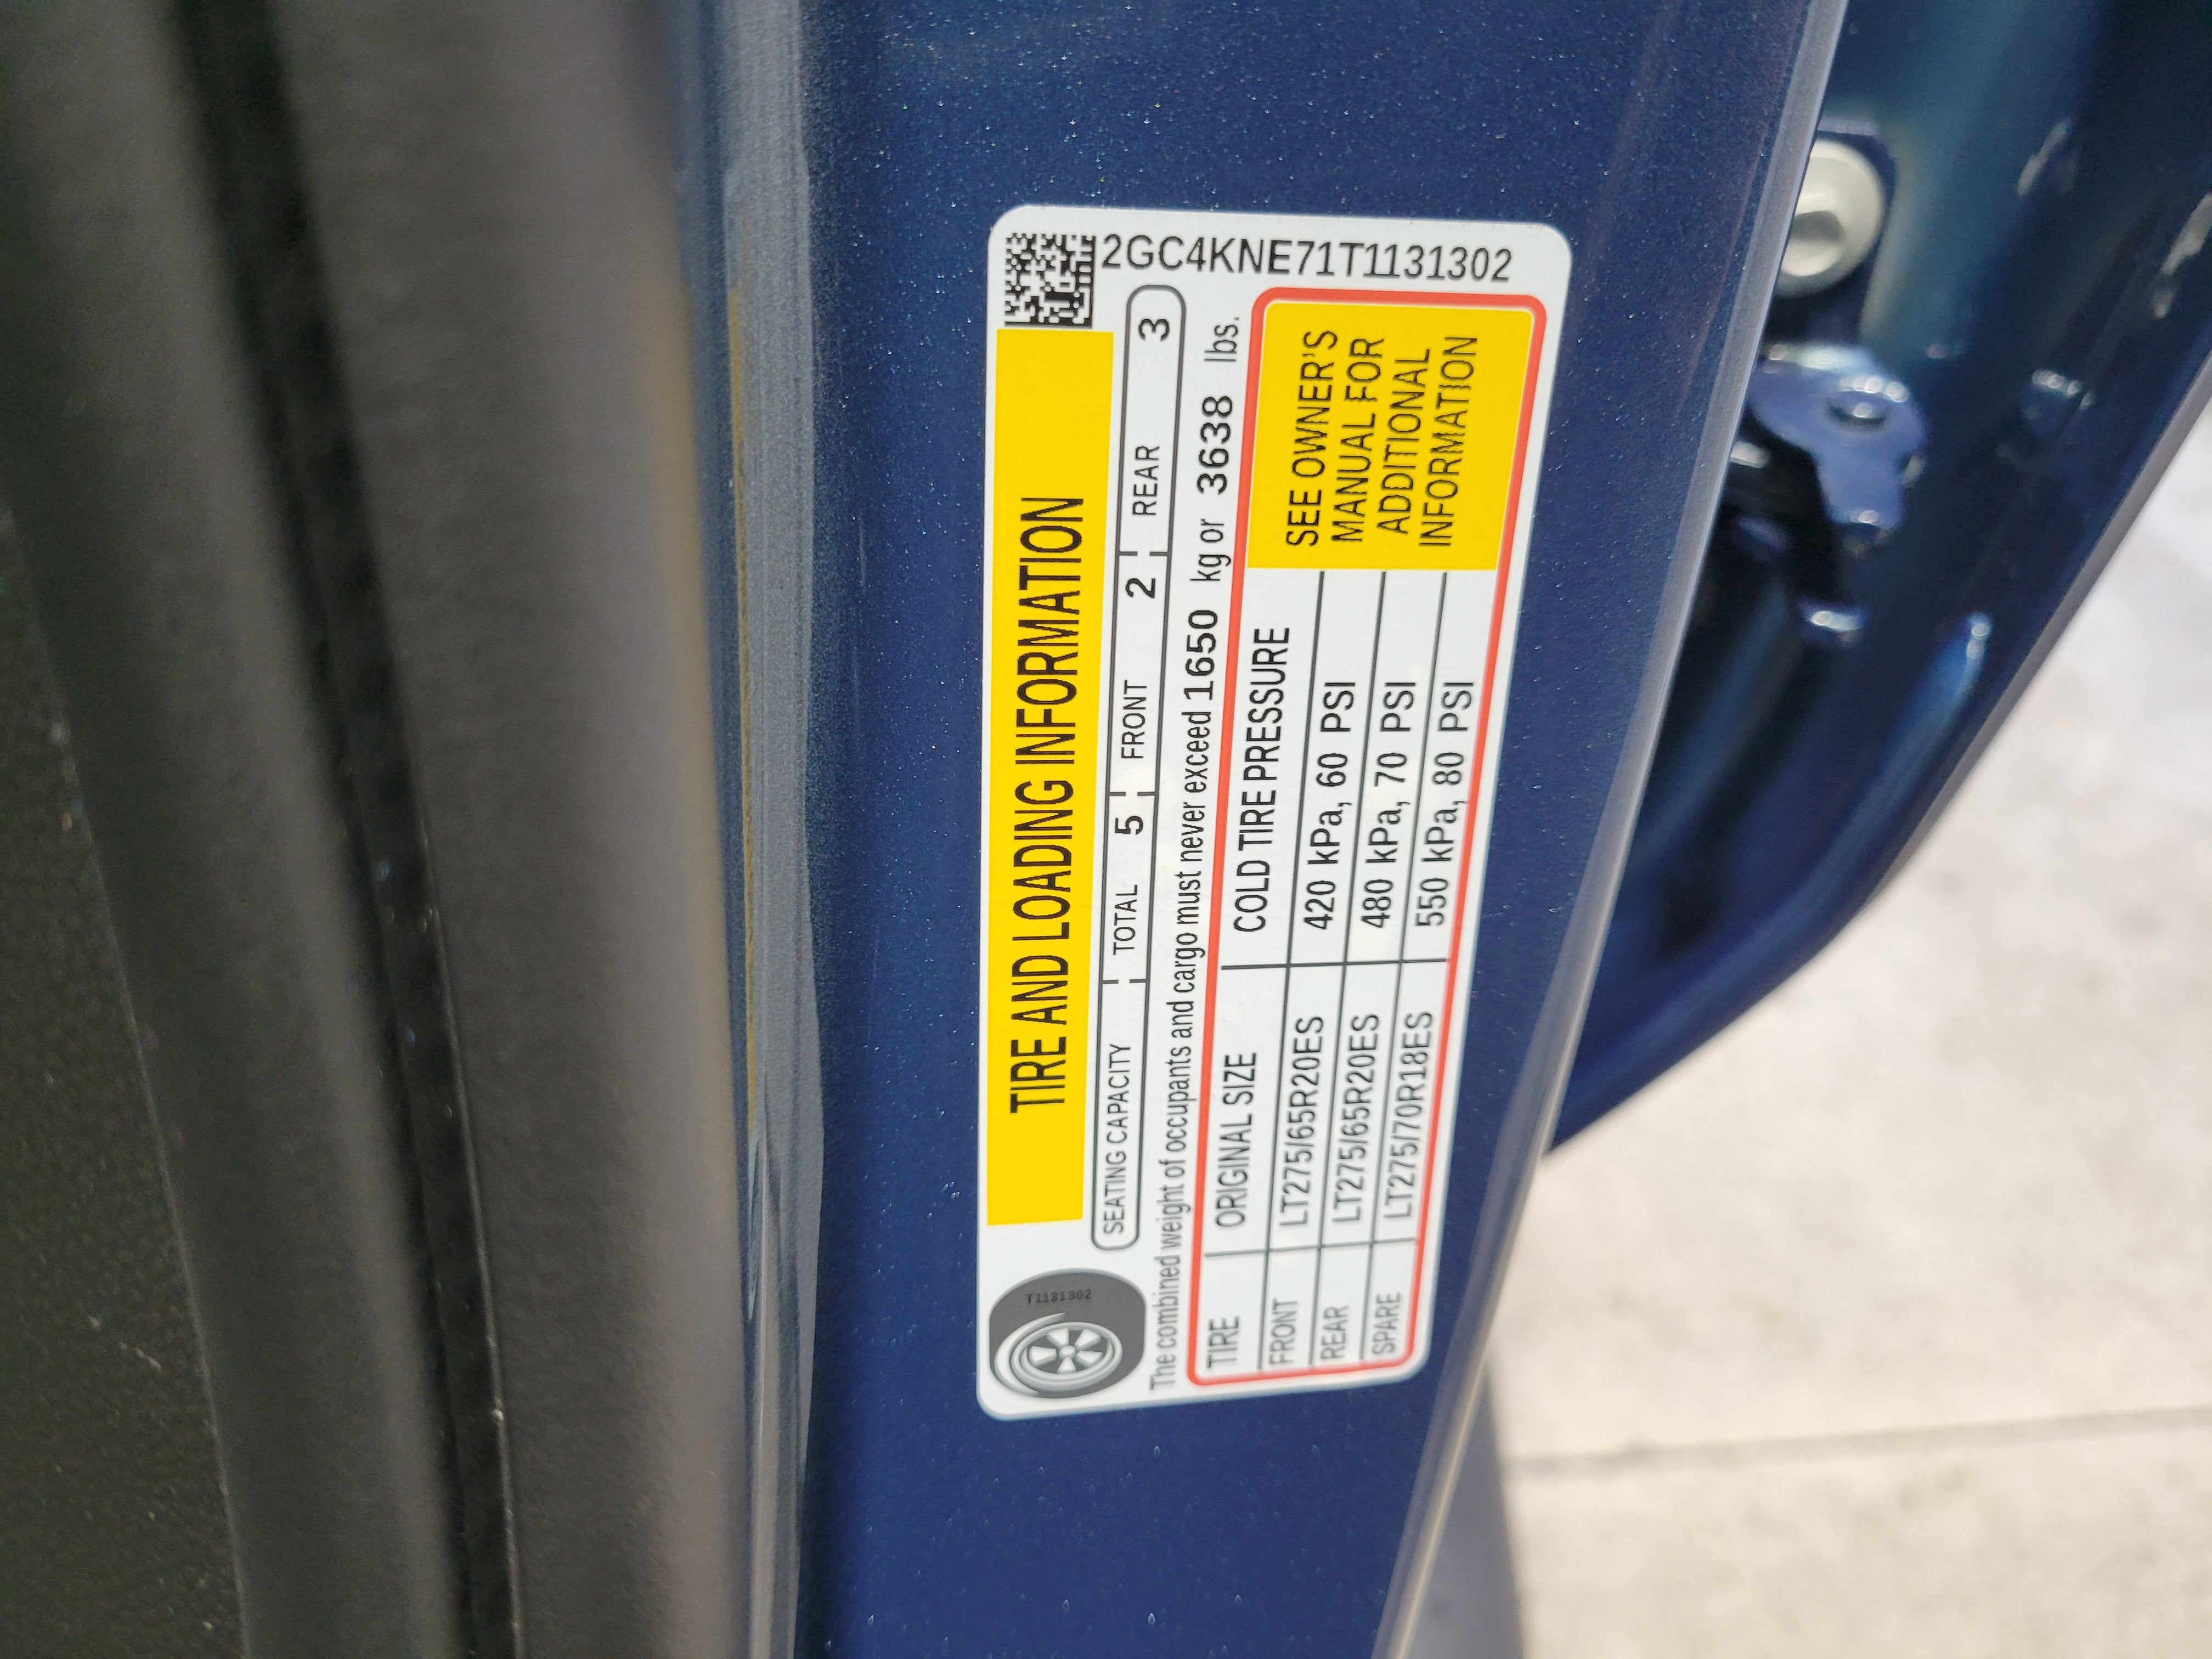 2GC4KNE71T1131302
TIRE AND LOADING INFORMATION
T1131302
SEATING CAPACITY TOTAL 5 FRONT 2 REAR 3
The combined weight of occupants and cargo must never exceed 1650 kg or 3638 lbs.
TIRE ORIGINAL SIZE COLD TIRE PRESSURE
FRONT LT275/65R20ES 420 kPa, 60 PSI
REAR LT275/65R20ES 480 kPa, 70 PSI
SPARE LT275/70R18ES 550 kPa, 80 PSI
SEE OWNER'S
MANUAL FOR
ADDITIONAL
INFORMATION